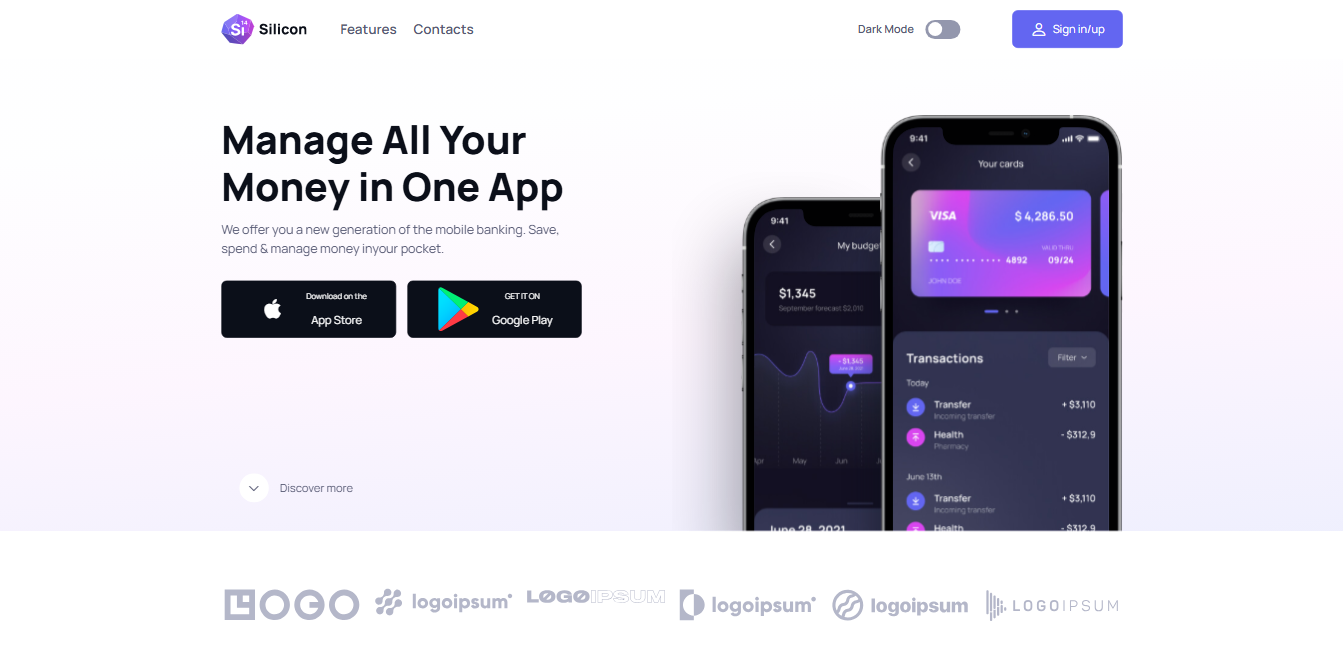 Si 14
Silicon
Features
Contacts
Dark Mode
Sign in/up
Manage All Your
Money in One App
We offer you a new generation of the mobile banking. Save,
spend & manage money inyour pocket.
Download on the
App Store
GET IT ON
Google Play
Discover more
9:41
My budget
$1,345
September forecast $2,010
- $1,345
Apr
May
Jun
June 28, 2021
9:41
Your cards
VISA
$ 4,286.50
VALID THRU
•••• •••• 4892
09/24
JOHN DOE
Transactions
Filter
Today
Transfer
+ $3,110
Incoming transfer
Health
- $312,9
Pharmacy
June 13th
Transfer
+ $3,110
Incoming transfer
Health
- $312,9
LOGO
logoipsum
LOGOIPSUM
logoipsum
logoipsum
LOGOIPSUM